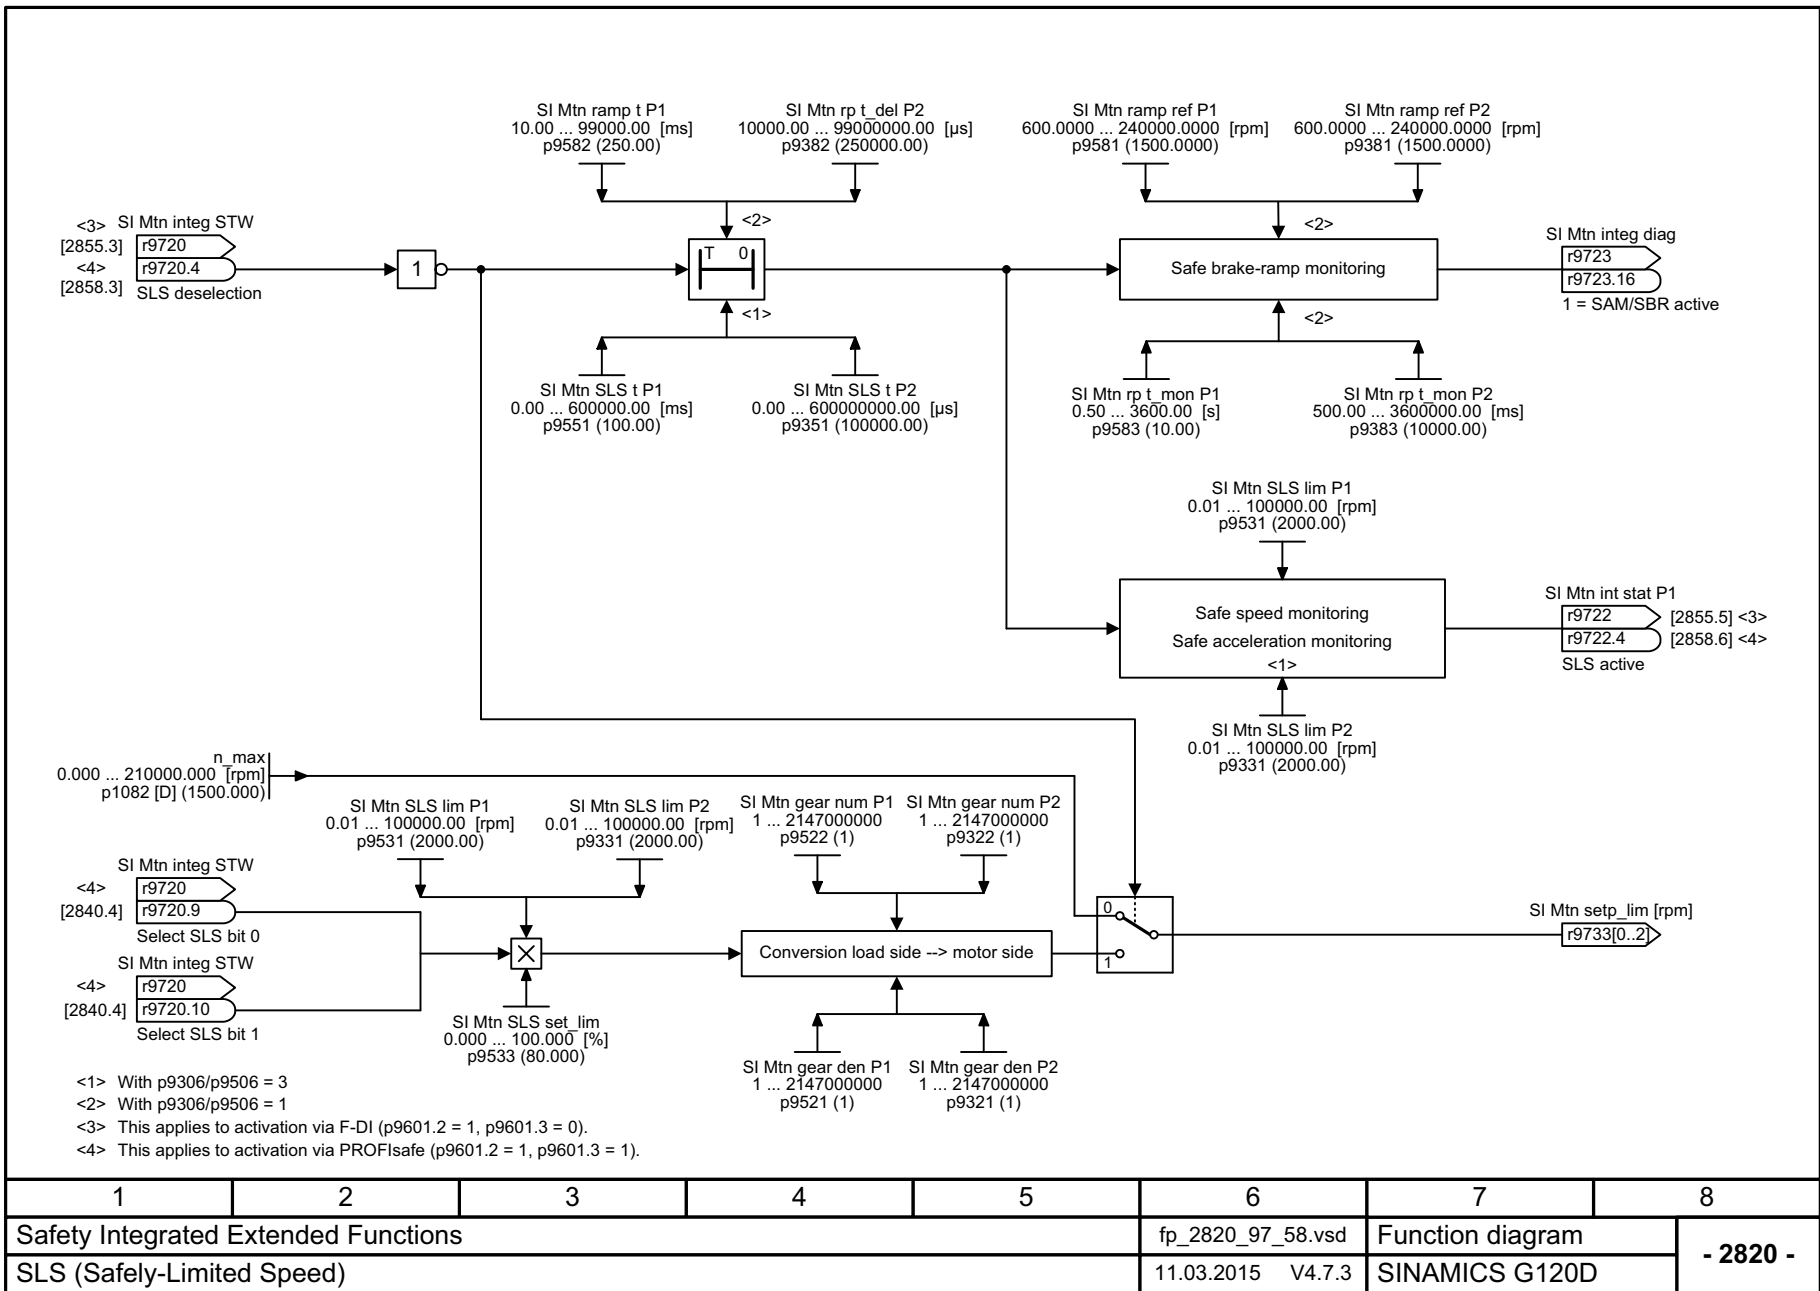 SI Mtn ramp t P1
10.00 ... 99000.00 [ms]
p9582 (250.00)
SI Mtn rp t_del P2
10000.00 ... 99000000.00 [µs]
p9382 (250000.00)
SI Mtn ramp ref P1
600.0000 ... 240000.0000 [rpm]
p9581 (1500.0000)
SI Mtn ramp ref P2
600.0000 ... 240000.0000 [rpm]
p9381 (1500.0000)
<3> SI Mtn integ STW
[2855.3] r9720
<4> r9720.4
[2858.3] SLS deselection
1
<2>
T 0
<1>
<2>
Safe brake-ramp monitoring
<2>
SI Mtn integ diag
r9723
r9723.16
1 = SAM/SBR active
SI Mtn SLS t P1
0.00 ... 600000.00 [ms]
p9551 (100.00)
SI Mtn SLS t P2
0.00 ... 600000000.00 [µs]
p9351 (100000.00)
SI Mtn rp t_mon P1
0.50 ... 3600.00 [s]
p9583 (10.00)
SI Mtn rp t_mon P2
500.00 ... 3600000.00 [ms]
p9383 (10000.00)
SI Mtn SLS lim P1
0.01 ... 100000.00 [rpm]
p9531 (2000.00)
Safe speed monitoring
Safe acceleration monitoring
<1>
SI Mtn int stat P1
r9722 [2855.5] <3>
r9722.4 [2858.6] <4>
SLS active
SI Mtn SLS lim P2
0.01 ... 100000.00 [rpm]
p9331 (2000.00)
n_max
0.000 ... 210000.000 [rpm]
p1082 [D] (1500.000)
SI Mtn SLS lim P1
0.01 ... 100000.00 [rpm]
p9531 (2000.00)
SI Mtn SLS lim P2
0.01 ... 100000.00 [rpm]
p9331 (2000.00)
SI Mtn gear num P1
1 ... 2147000000
p9522 (1)
SI Mtn gear num P2
1 ... 2147000000
p9322 (1)
SI Mtn integ STW
<4> r9720
[2840.4] r9720.9
Select SLS bit 0
SI Mtn integ STW
<4> r9720
[2840.4] r9720.10
Select SLS bit 1
Conversion load side --> motor side
0
1
SI Mtn setp_lim [rpm]
r9733[0..2]
SI Mtn SLS set_lim
0.000 ... 100.000 [%]
p9533 (80.000)
SI Mtn gear den P1
1 ... 2147000000
p9521 (1)
SI Mtn gear den P2
1 ... 2147000000
p9321 (1)
<1> With p9306/p9506 = 3
<2> With p9306/p9506 = 1
<3> This applies to activation via F-DI (p9601.2 = 1, p9601.3 = 0).
<4> This applies to activation via PROFIsafe (p9601.2 = 1, p9601.3 = 1).
1 2 3 4 5 6 7 8
Safety Integrated Extended Functions
fp_2820_97_58.vsd
Function diagram
- 2820 -
SLS (Safely-Limited Speed)
11.03.2015 V4.7.3
SINAMICS G120D